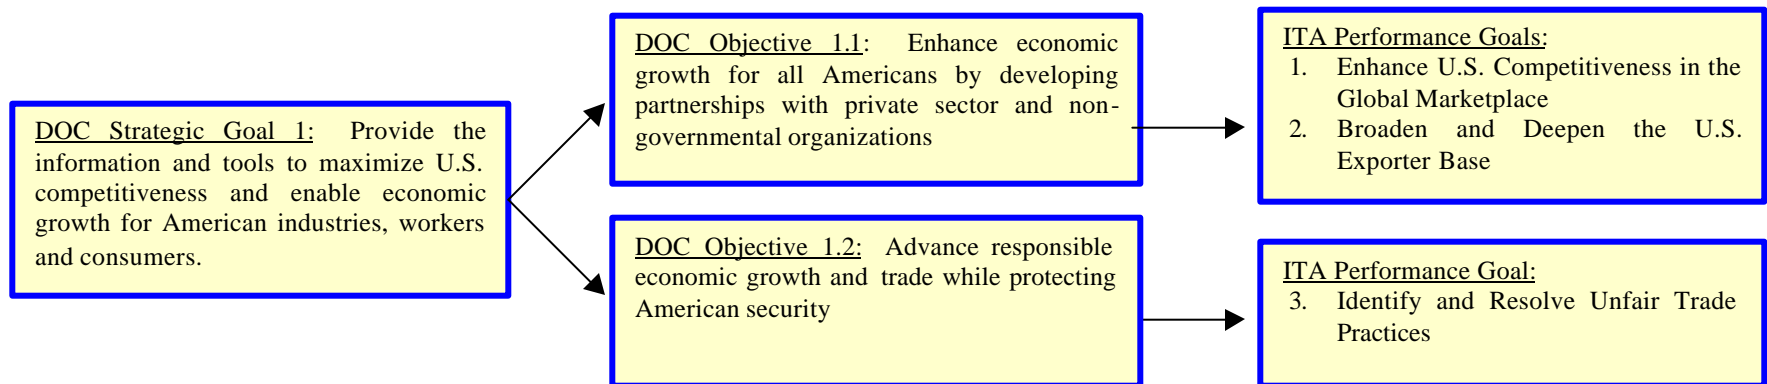 DOC Strategic Goal 1: Provide the
information and tools to maximize U.S.
competitiveness and enable economic
growth for American industries, workers
and consumers.
DOC Objective 1.1: Enhance economic
growth for all Americans by developing
partnerships with private sector and non-
governmental organizations
DOC Objective 1.2: Advance responsible
economic growth and trade while protecting
American security
ITA Performance Goals:
1. Enhance U.S. Competitiveness in the
Global Marketplace
2. Broaden and Deepen the U.S.
Exporter Base
ITA Performance Goal:
3. Identify and Resolve Unfair Trade
Practices